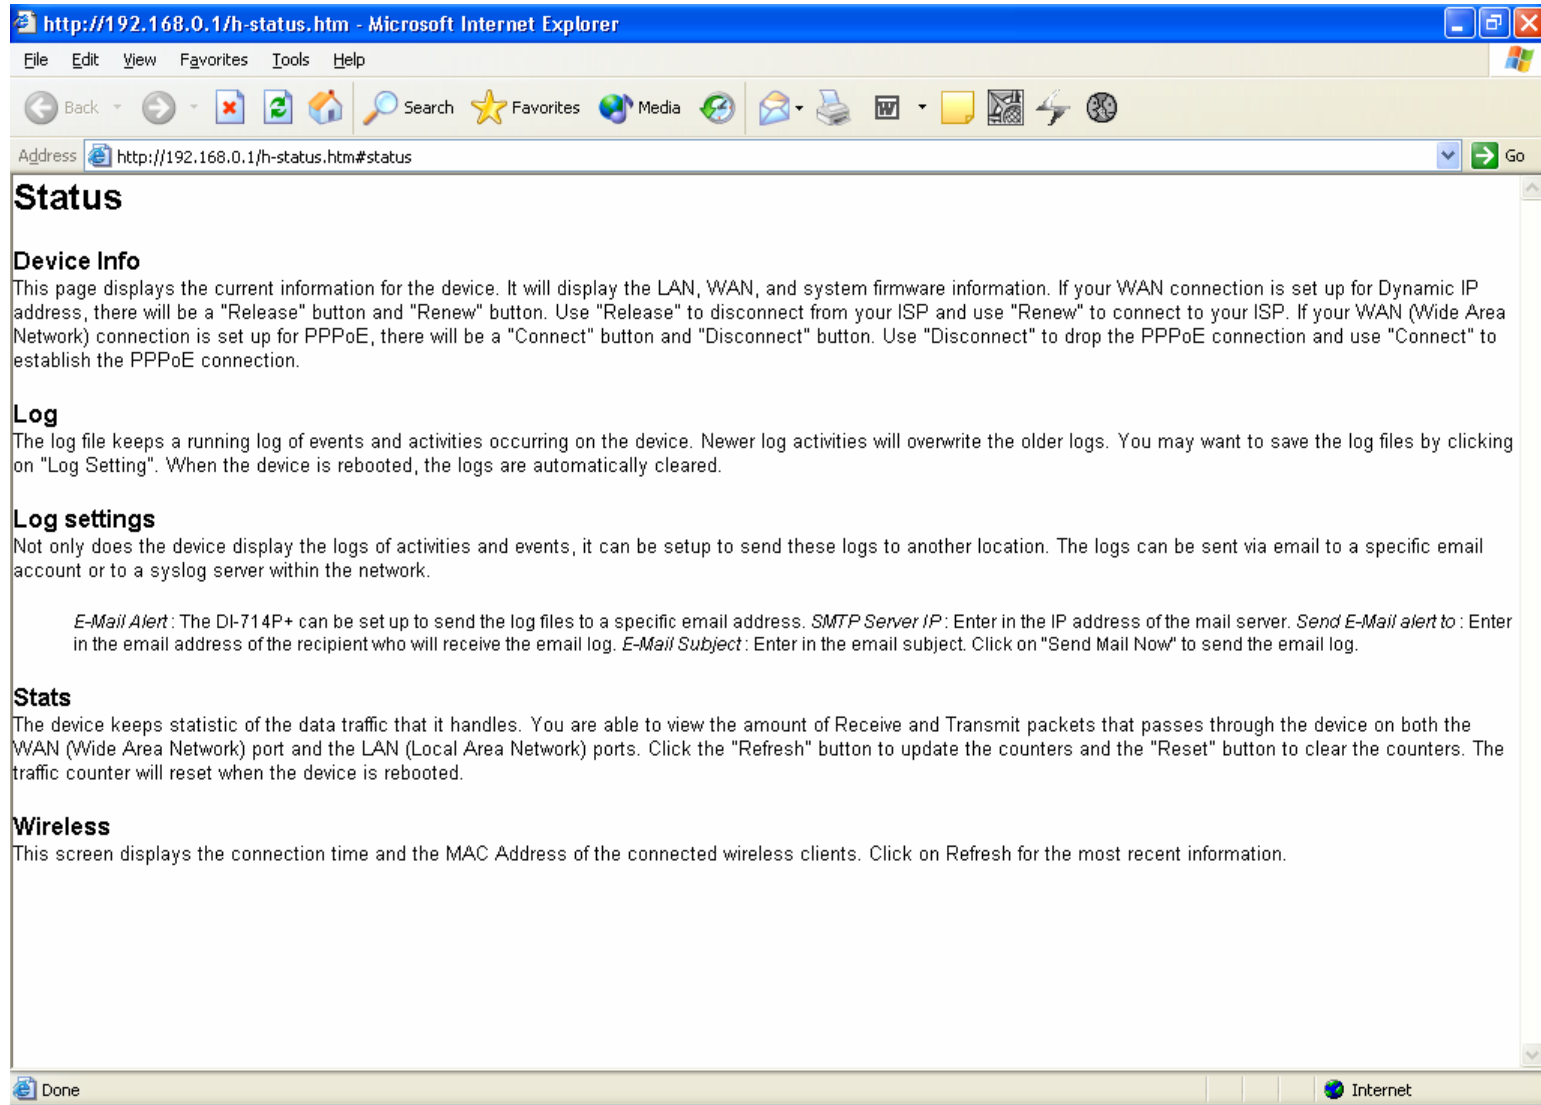 http://192.168.0.1/h-status.htm - Microsoft Internet Explorer
File Edit View Favorites Tools Help
Back Search Favorites Media
Address http://192.168.0.1/h-status.htm#status Go
Status
Device Info
This page displays the current information for the device. It will display the LAN, WAN, and system firmware information. If your WAN connection is set up for Dynamic IP
address, there will be a "Release" button and "Renew" button. Use "Release" to disconnect from your ISP and use "Renew" to connect to your ISP. If your WAN (Wide Area
Network) connection is set up for PPPoE, there will be a "Connect" button and "Disconnect" button. Use "Disconnect" to drop the PPPoE connection and use "Connect" to
establish the PPPoE connection.
Log
The log file keeps a running log of events and activities occurring on the device. Newer log activities will overwrite the older logs. You may want to save the log files by clicking
on "Log Setting". When the device is rebooted, the logs are automatically cleared.
Log settings
Not only does the device display the logs of activities and events, it can be setup to send these logs to another location. The logs can be sent via email to a specific email
account or to a syslog server within the network.
E-Mail Alert : The DI-714P+ can be set up to send the log files to a specific email address. SMTP Server IP : Enter in the IP address of the mail server. Send E-Mail alert to : Enter
in the email address of the recipient who will receive the email log. E-Mail Subject : Enter in the email subject. Click on "Send Mail Now" to send the email log.
Stats
The device keeps statistic of the data traffic that it handles. You are able to view the amount of Receive and Transmit packets that passes through the device on both the
WAN (Wide Area Network) port and the LAN (Local Area Network) ports. Click the "Refresh" button to update the counters and the "Reset" button to clear the counters. The
traffic counter will reset when the device is rebooted.
Wireless
This screen displays the connection time and the MAC Address of the connected wireless clients. Click on Refresh for the most recent information.
Done Internet